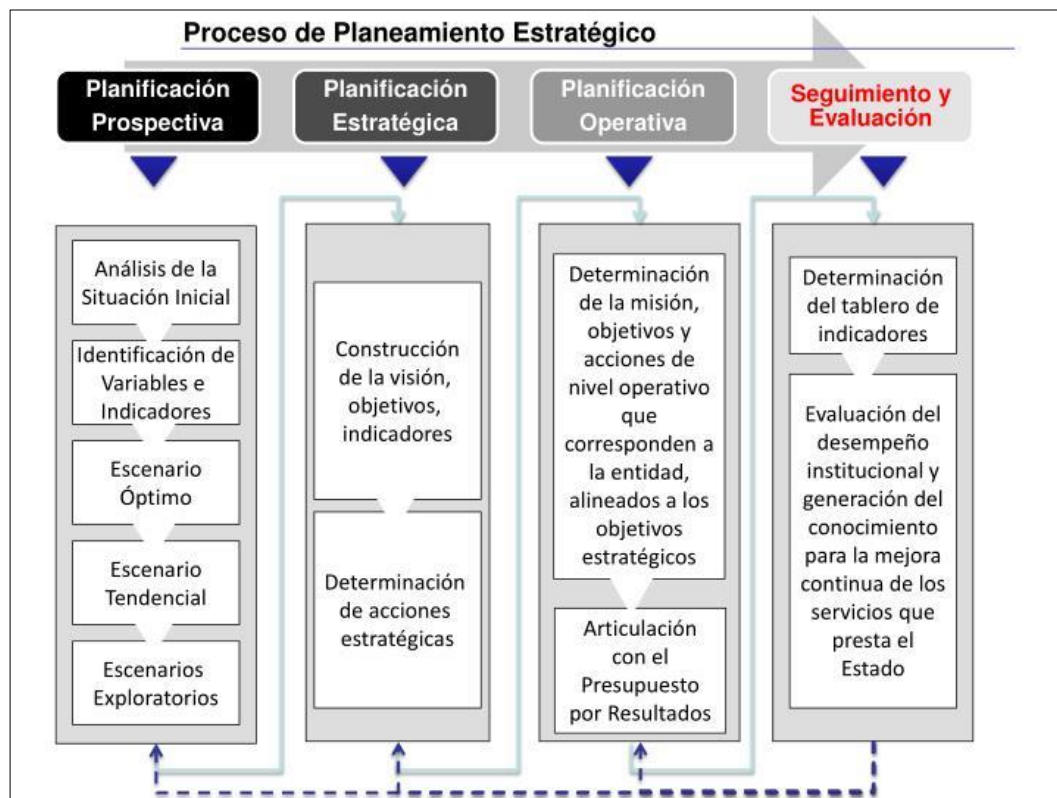 Proceso de Planeamiento Estratégico
Planificación
Prospectiva
Planificación
Estratégica
Planificación
Operativa
Seguimiento y
Evaluación
Análisis de la
Situación Inicial
Identificación de
Variables e
Indicadores
Escenario
Óptimo
Escenario
Tendencial
Escenarios
Exploratorios
Construcción
de la visión,
objetivos,
indicadores
Determinación
de acciones
estratégicas
Determinación
de la misión,
objetivos y
acciones de
nivel operativo
que
corresponden a
la entidad,
alineados a los
objetivos
estratégicos
Articulación
con el
Presupuesto
por Resultados
Determinación
del tablero de
indicadores
Evaluación del
desempeño
institucional y
generación del
conocimiento
para la mejora
continua de los
servicios que
presta el
Estado